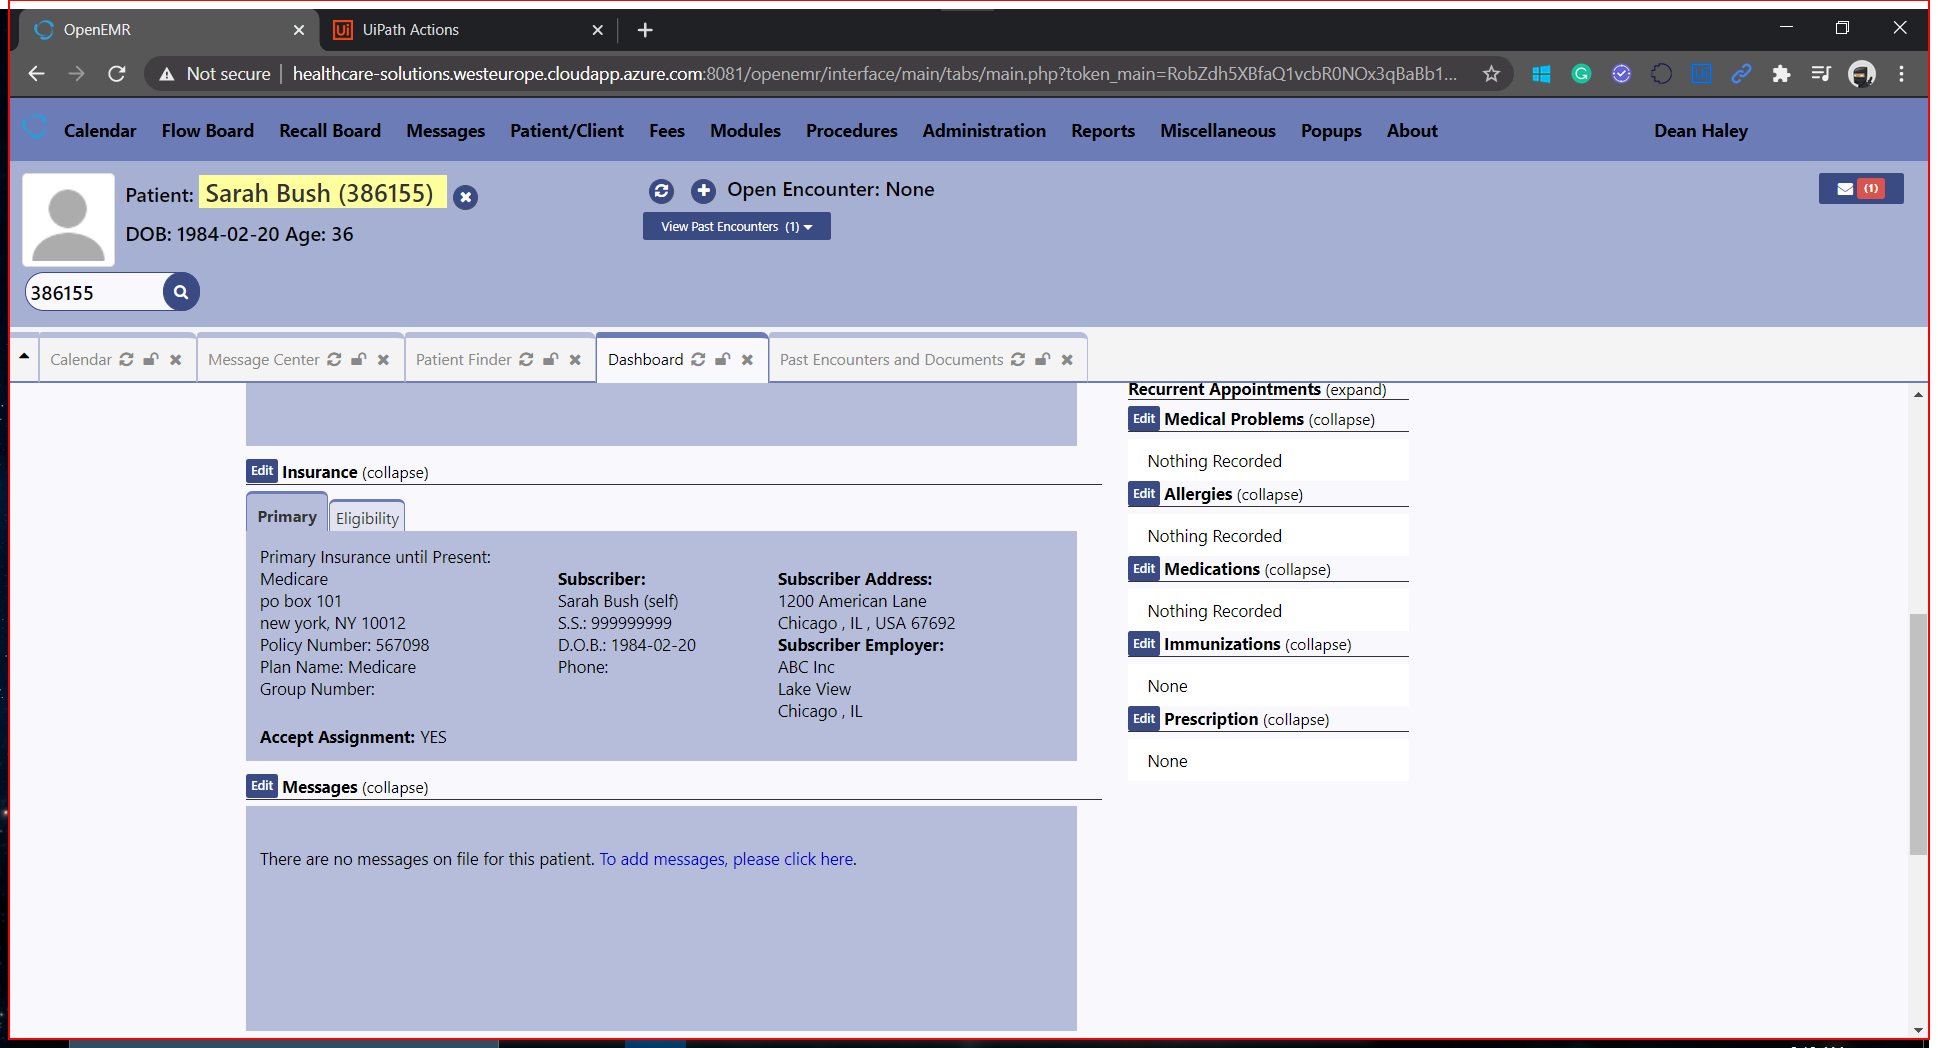 OpenEMR
UiPath Actions
Not secure healthcare-solutions.westeurope.cloudapp.azure.com:8081/openemr/interface/main/tabs/main.php?token_main=RobZdh5XBfaQ1vcbR0NOx3qBaBb1...
Calendar Flow Board Recall Board Messages Patient/Client Fees Modules Procedures Administration Reports Miscellaneous Popups About Dean Haley
Patient: Sarah Bush (386155)
DOB: 1984-02-20 Age: 36
386155
Open Encounter: None
View Past Encounters (1)
(1)
Calendar
Message Center
Patient Finder
Dashboard
Past Encounters and Documents
Edit Insurance (collapse)
Primary
Eligibility
Primary Insurance until Present:
Medicare
po box 101
new york, NY 10012
Policy Number: 567098
Plan Name: Medicare
Group Number:
Accept Assignment: YES
Subscriber:
Sarah Bush (self)
S.S.: 999999999
D.O.B.: 1984-02-20
Phone:
Subscriber Address:
1200 American Lane
Chicago , IL , USA 67692
Subscriber Employer:
ABC Inc
Lake View
Chicago , IL
Edit Messages (collapse)
There are no messages on file for this patient. To add messages, please click here.
Recurrent Appointments (expand)
Edit Medical Problems (collapse)
Nothing Recorded
Edit Allergies (collapse)
Nothing Recorded
Edit Medications (collapse)
Nothing Recorded
Edit Immunizations (collapse)
None
Edit Prescription (collapse)
None